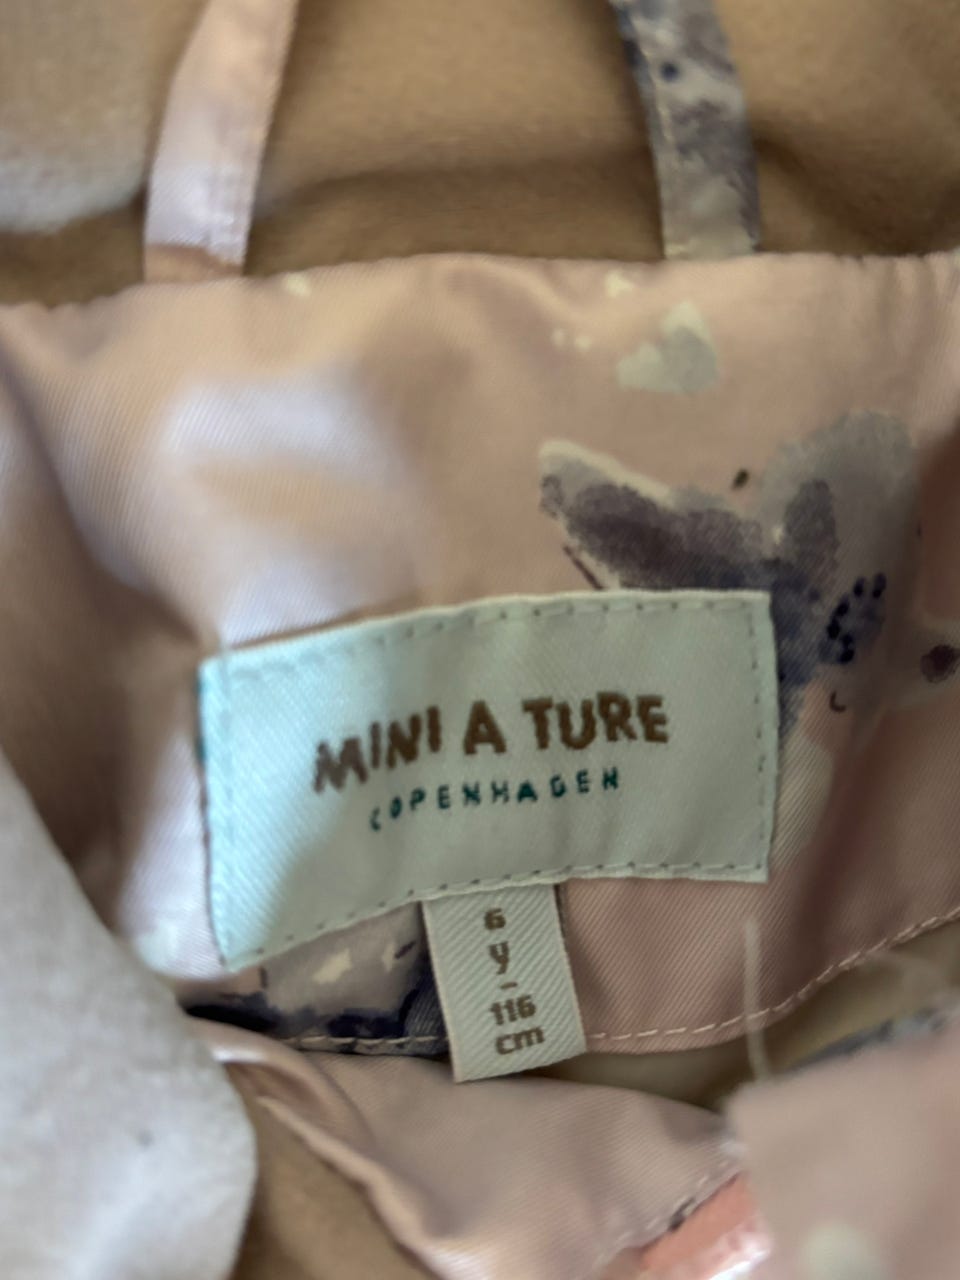 MINI A TURE
COPENHAGEN
6
y
-
116
cm